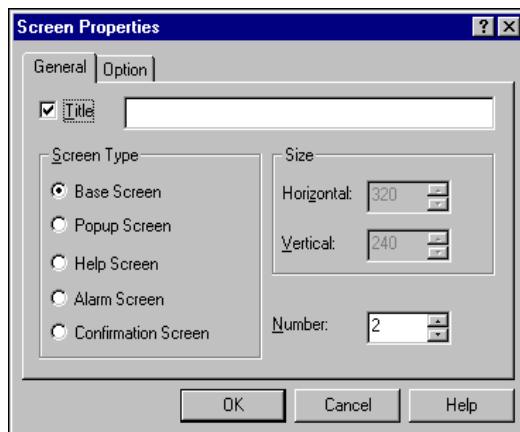 Screen Properties
General Option
Title
Screen Type
Base Screen
Popup Screen
Help Screen
Alarm Screen
Confirmation Screen
Size
Horizontal: 320
Vertical: 240
Number: 2
OK Cancel Help